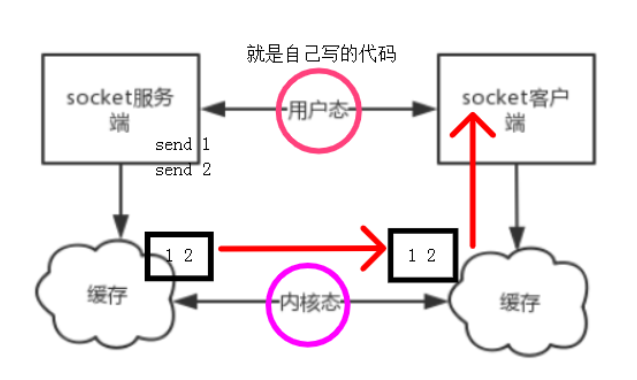 就是自己写的代码
socket服务
端
用户态
socket客户
端
send 1
send 2
1 2
1 2
缓存
内核态
缓存